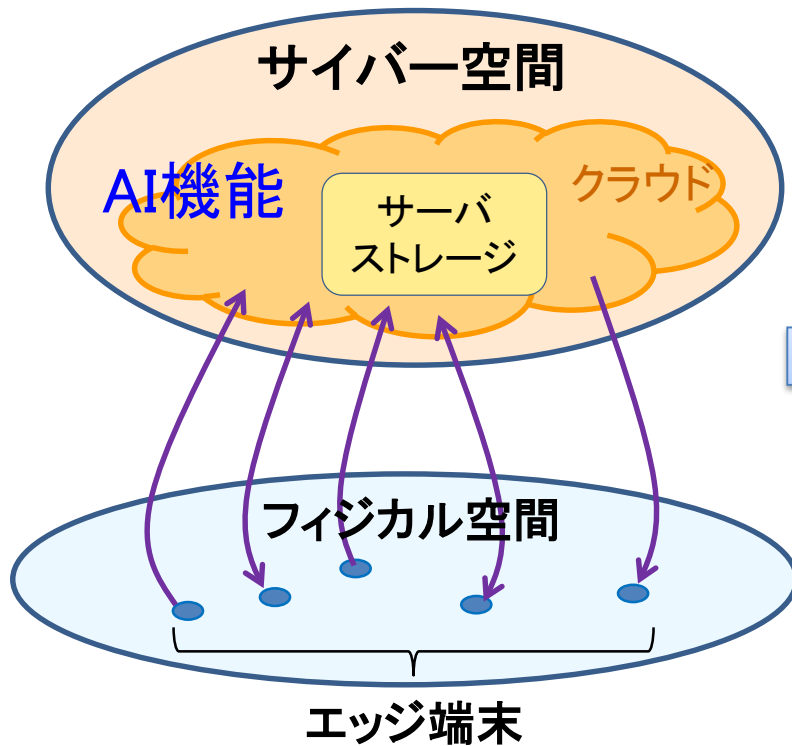 サイバー空間
AI機能
クラウド
サーバ
ストレージ
フィジカル空間
エッジ端末